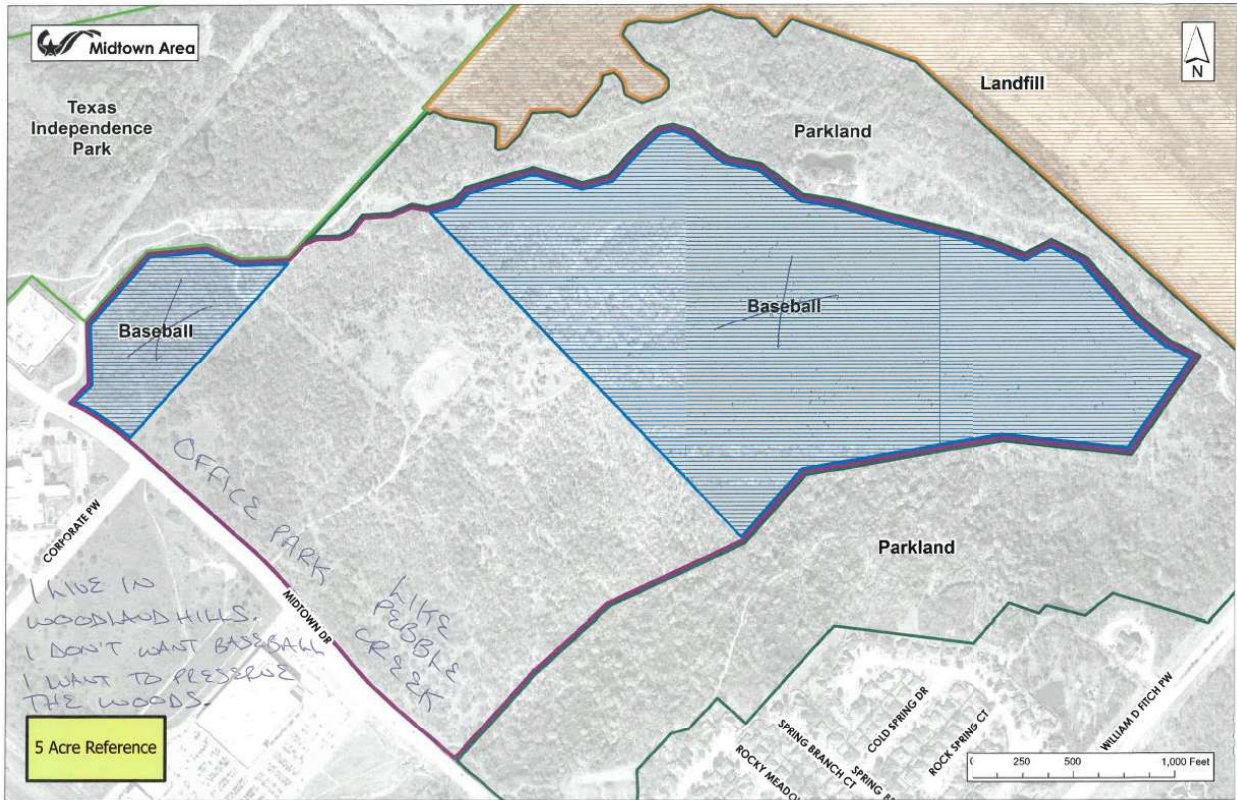 Midtown Area
N
Texas
Independence
Park
Landfill
Parkland
Baseball
Baseball
Parkland
CORPORATE PW
OFFICE PARK
MIDTOWN DR
LIKE
PEBBLE
CREEK
I LIVE IN
WOODLAND HILLS.
I DON'T WANT BASEBALL
I WANT TO PRESERVE
THE WOODS.
5 Acre Reference
COLD SPRING DR
SPRING BRANCH CT
ROCK SPRING CT
WILLIAM D FITCH PW
250 500 1,000 Feet